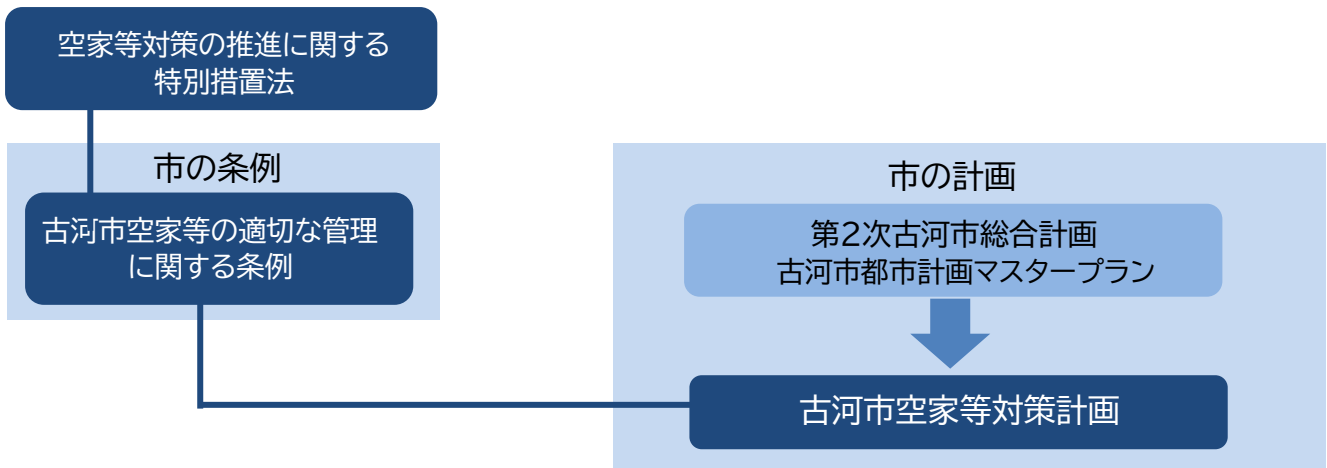 空家等対策の推進に関する
特別措置法
市の条例
古河市空家等の適切な管理
に関する条例
市の計画
第2次古河市総合計画
古河市都市計画マスタープラン
古河市空家等対策計画